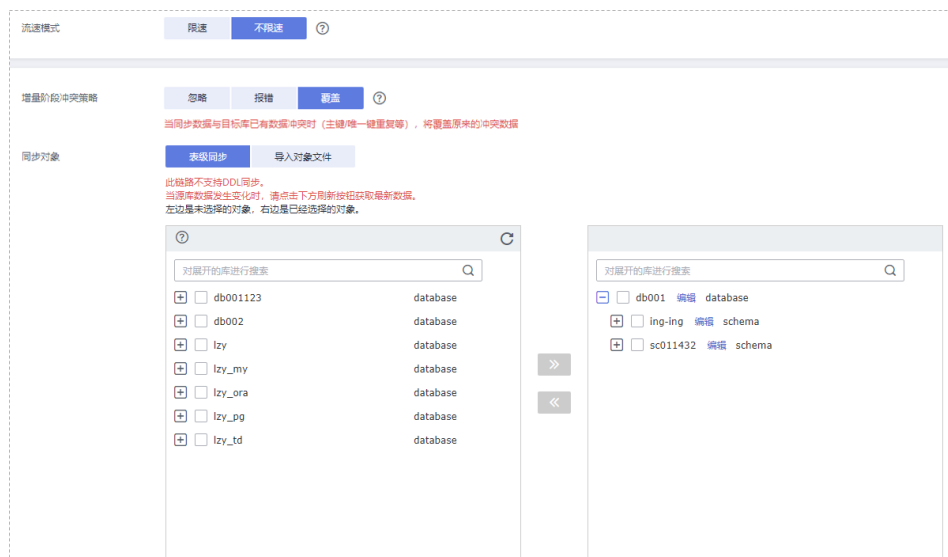 流速模式 限速 不限速
增量阶段冲突策略 忽略 报错 覆盖
当同步数据与目标库已有数据冲突时（主键/唯一键重复等），将覆盖原来的冲突数据
同步对象 表级同步 导入对象文件
此链路不支持DDL同步。
当源库数据发生变化时，请点击下方刷新按钮获取最新数据。
左边是未选择的对象，右边是已经选择的对象。
对展开的库进行搜索
db001123 database
db002 database
lzy database
lzy_my database
lzy_ora database
lzy_pg database
lzy_td database
对展开的库进行搜索
db001 编辑 database
ing-ing 编辑 schema
sc011432 编辑 schema